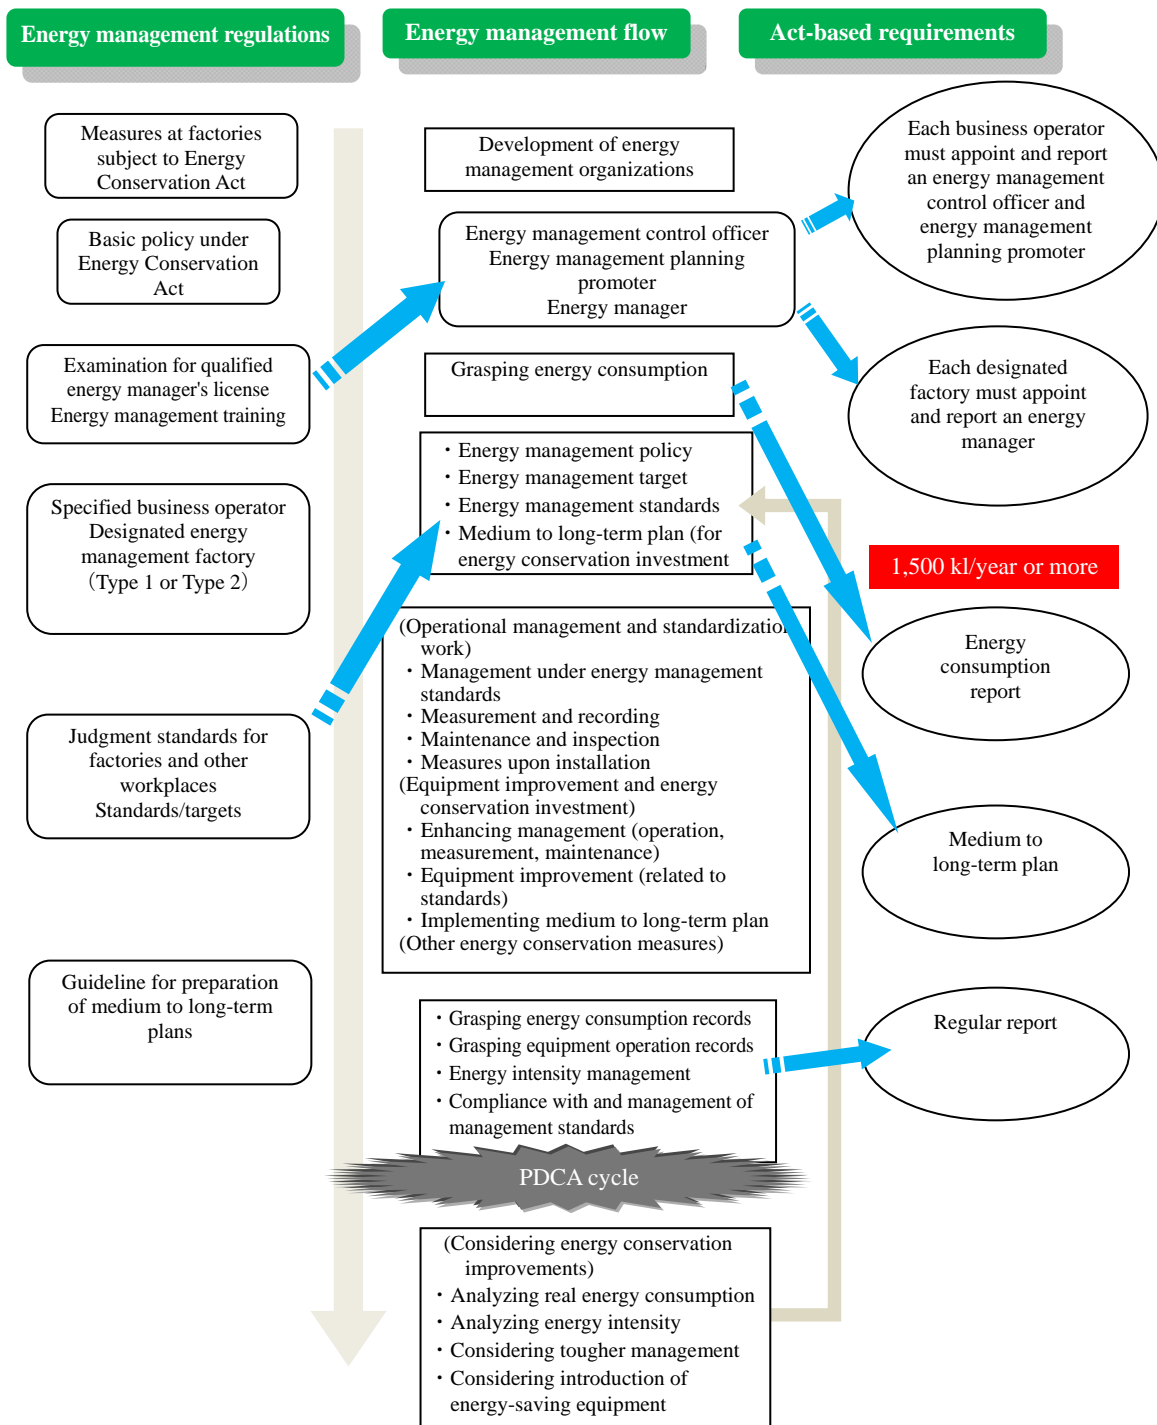 Energy management regulations
Energy management flow
Act-based requirements
Measures at factories
subject to Energy
Conservation Act
Basic policy under
Energy Conservation
Act
Examination for qualified
energy manager's license
Energy management training
Specified business operator
Designated energy
management factory
(Type 1 or Type 2)
Judgment standards for
factories and other
workplaces
Standards/targets
Guideline for preparation
of medium to long-term
plans
Development of energy
management organizations
Energy management control officer
Energy management planning
promoter
Energy manager
Grasping energy consumption
・Energy management policy
・Energy management target
・Energy management standards
・Medium to long-term plan (for
energy conservation investment
(Operational management and standardization
work)
・Management under energy management
standards
・Measurement and recording
・Maintenance and inspection
・Measures upon installation
(Equipment improvement and energy
conservation investment)
・Enhancing management (operation,
measurement, maintenance)
・Equipment improvement (related to
standards)
・Implementing medium to long-term plan
(Other energy conservation measures)
・Grasping energy consumption records
・Grasping equipment operation records
・Energy intensity management
・Compliance with and management of
management standards
PDCA cycle
(Considering energy conservation
improvements)
・Analyzing real energy consumption
・Analyzing energy intensity
・Considering tougher management
・Considering introduction of
energy-saving equipment
Each business operator
must appoint and report
an energy management
control officer and
energy management
planning promoter
Each designated
factory must appoint
and report an energy
manager
1,500 kl/year or more
Energy
consumption
report
Medium to
long-term plan
Regular report